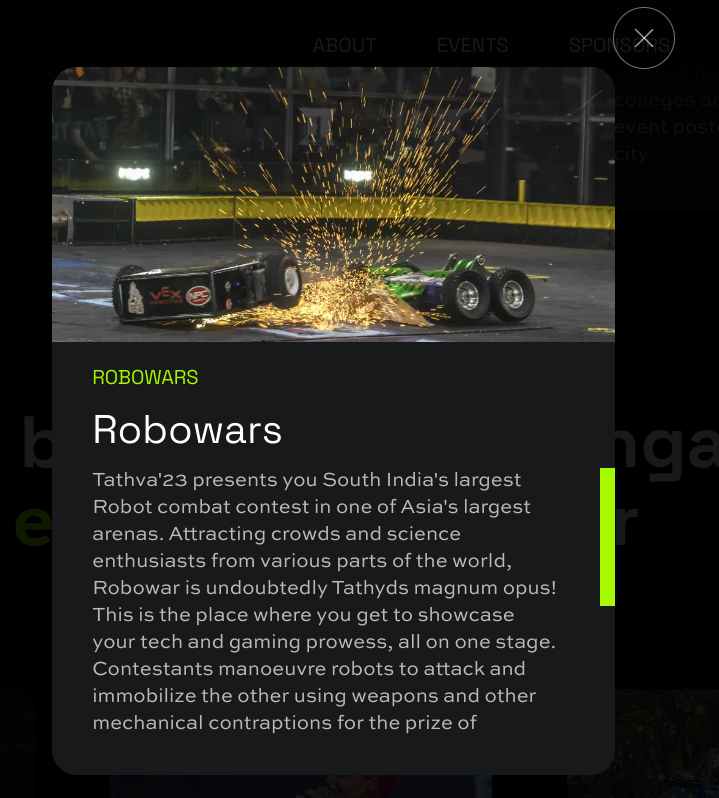 ABOUT EVENTS SPONSORS
colleges
event
city
VEX NPC
ROBOWARS
Robowars
Tathva'23 presents you South India's largest
Robot combat contest in one of Asia's largest
arenas. Attracting crowds and science
enthusiasts from various parts of the world,
Robowar is undoubtedly Tathyds magnum opus!
This is the place where you get to showcase
your tech and gaming prowess, all on one stage.
Contestants manoeuvre robots to attack and
immobilize the other using weapons and other
mechanical contraptions for the prize of